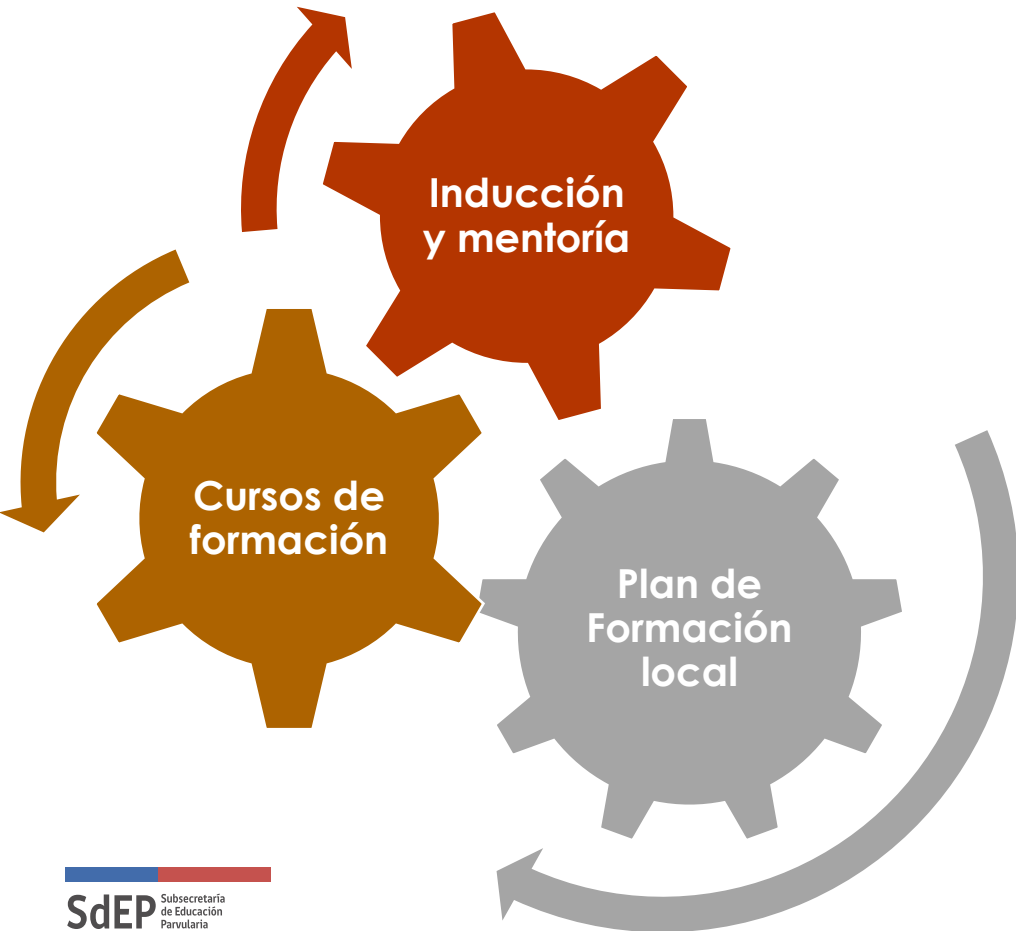 Inducción
y mentoría
Cursos de
formación
Plan de
Formación
local
SdEP
Subsecretaría
de Educación
Parvularia